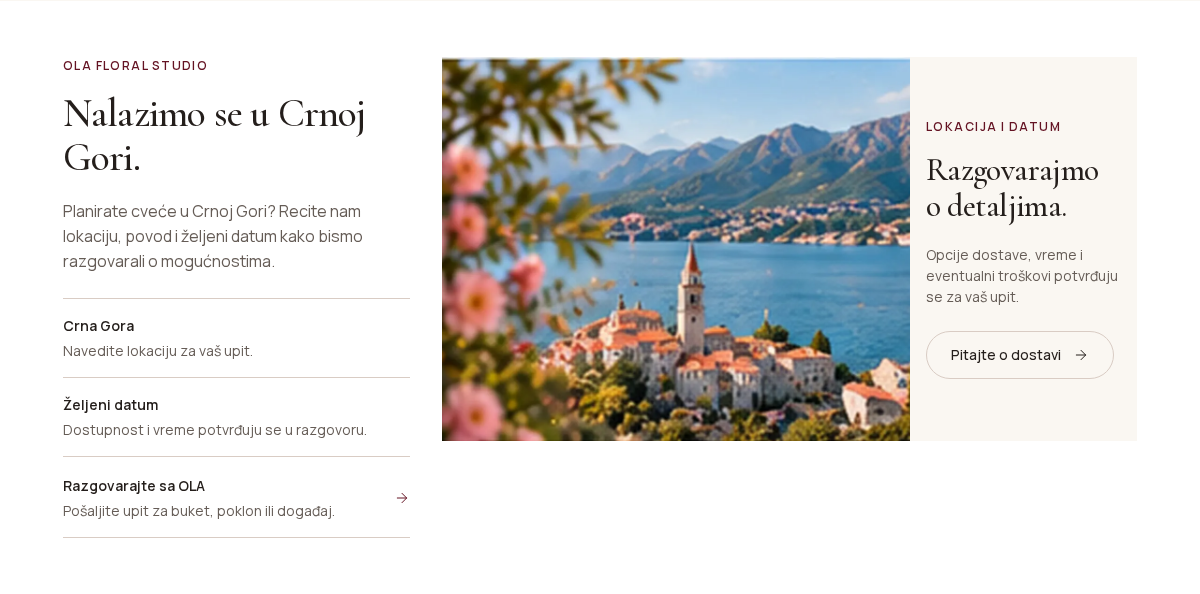 OLA FLORAL STUDIO
Nalazimo se u Crnoj
Gori.
Planirate cveće u Crnoj Gori? Recite nam
lokaciju, povod i željeni datum kako bismo
razgovarali o mogućnostima.
Crna Gora
Navedite lokaciju za vaš upit.
Željeni datum
Dostupnost i vreme potvrđuju se u razgovoru.
Razgovarajte sa OLA
Pošaljite upit za buket, poklon ili događaj.
LOKACIJA I DATUM
Razgovarajmo
o detaljima.
Opcije dostave, vreme i
eventualni troškovi potvrđuju
se za vaš upit.
Pitajte o dostavi